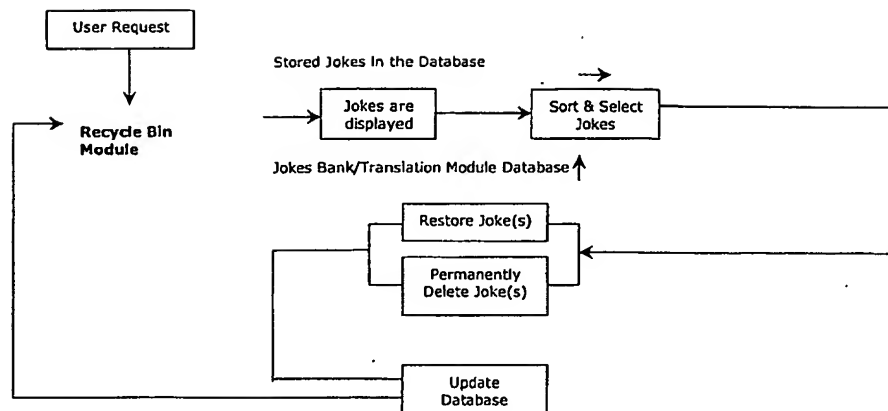 User Request
Stored Jokes in the Database
Jokes are
displayed
Sort & Select
Jokes
Recycle Bin
Module
Jokes Bank/Translation Module Database
Restore Joke(s)
Permanently
Delete Joke(s)
Update
Database